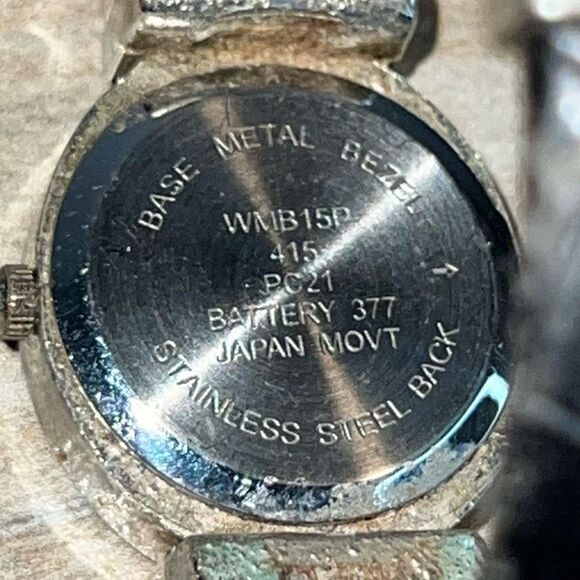 BASE METAL BEZEL
WMB15P
415
PC21
BATTERY 377
JAPAN MOVT
STAINLESS STEEL BACK